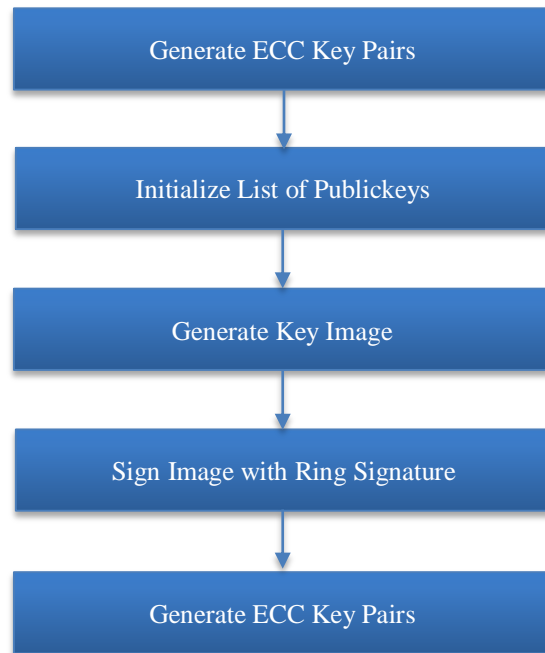 Generate ECC Key Pairs
Initialize List of Publickeys
Generate Key Image
Sign Image with Ring Signature
Generate ECC Key Pairs